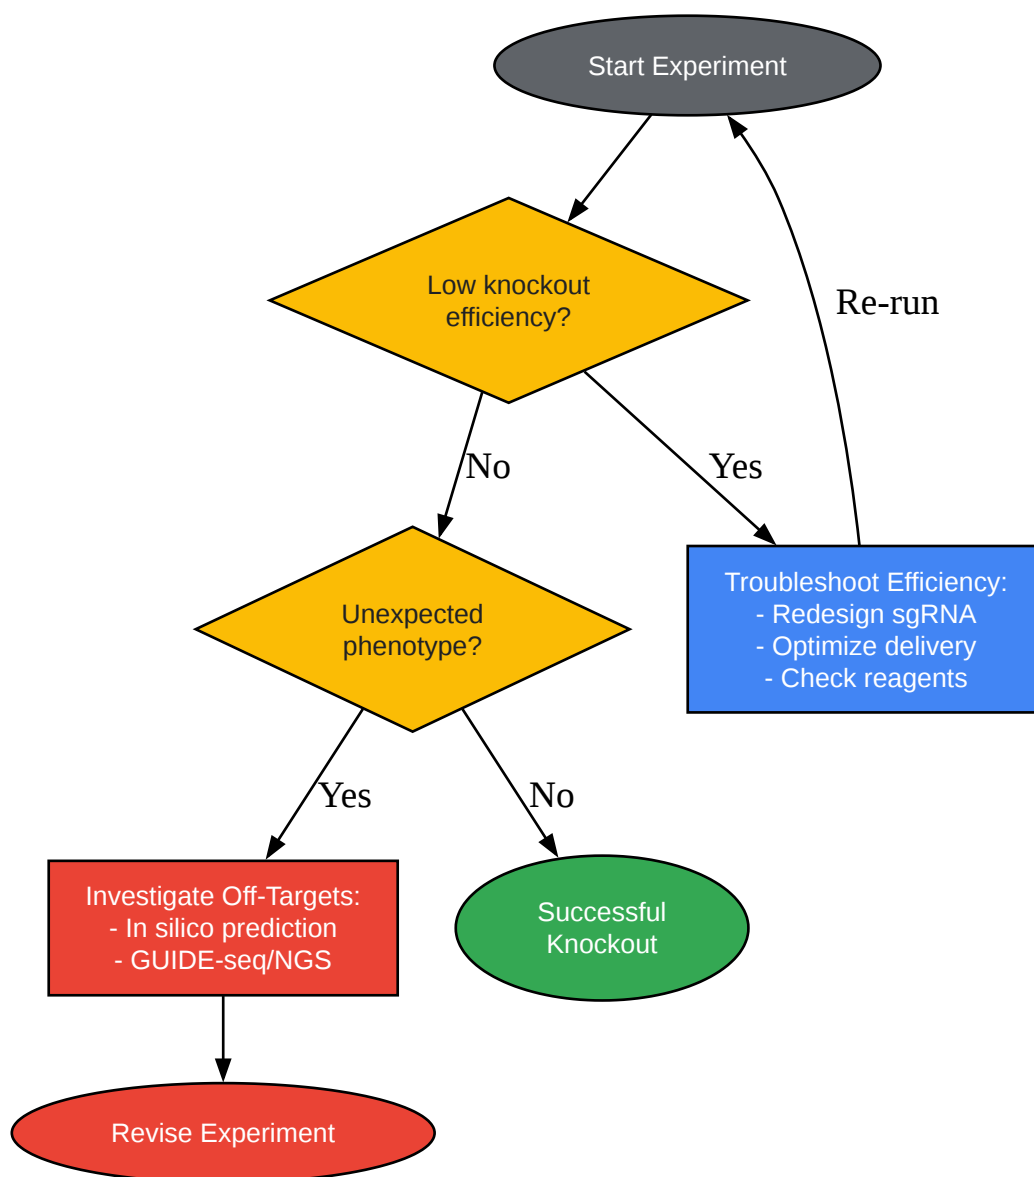 Start Experiment
Low knockout
efficiency?
Re-run
No
Yes
Unexpected
phenotype?
Troubleshoot Efficiency:
- Redesign sgRNA
- Optimize delivery
- Check reagents
Yes
No
Investigate Off-Targets:
- In silico prediction
- GUIDE-seq/NGS
Successful
Knockout
Revise Experiment